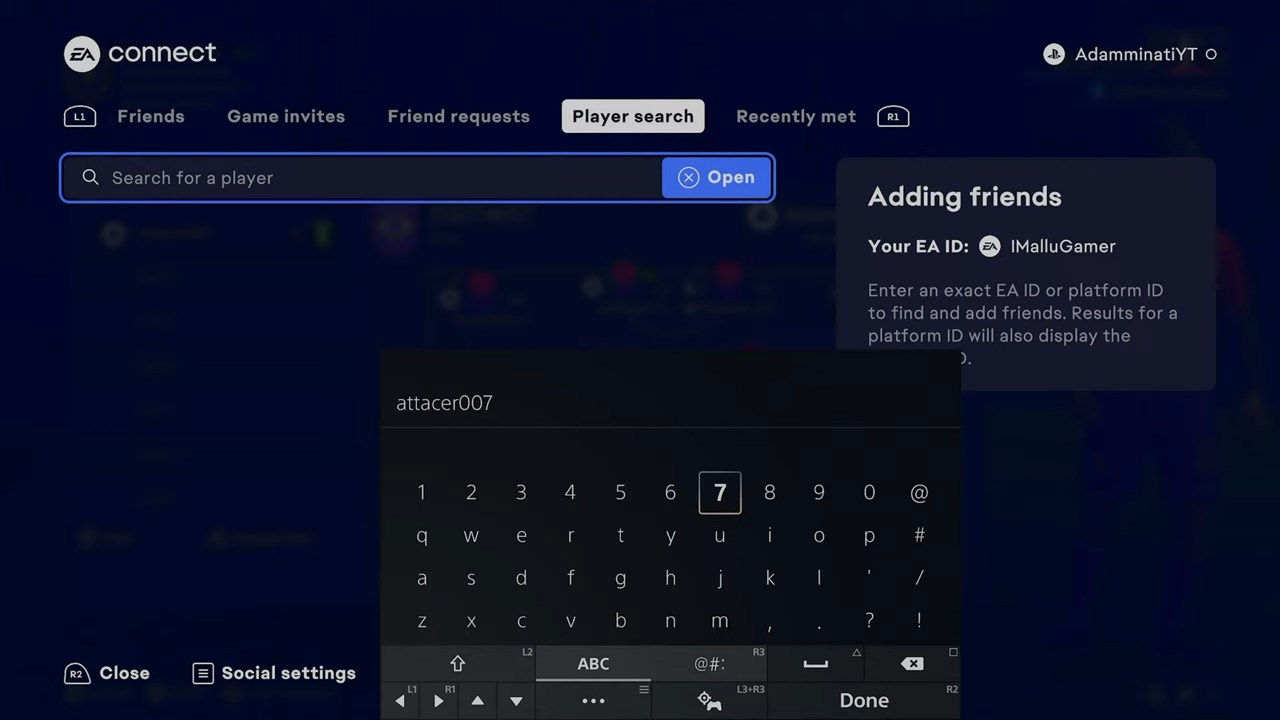 EA connect
AdamminatiYT
L1 Friends Game invites Friend requests Player search Recently met R1
Search for a player Open
Adding friends
Your EA ID: EA IMalluGamer
Enter an exact EA ID or platform ID
to find and add friends. Results for a
platform ID will also display the
D.
attacer007
1 2 3 4 5 6 7 8 9 0 @
q w e r t y u i o p #
a s d f g h j k l ' /
z x c v b n m , . ? !
L2 ABC @#: R3
L1 R1 ... L3+R3 Done R2
R2 Close Social settings